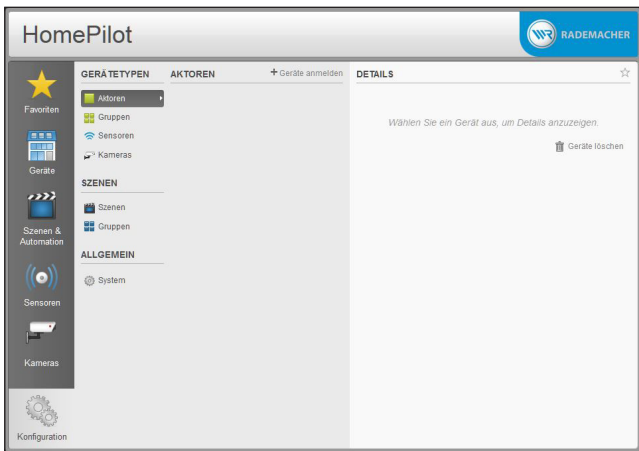 HomePilot
WR RADEMACHER
Favoriten
Geräte
Szenen &
Automation
Sensoren
Kameras
Konfiguration
GERÄTETYPEN
Aktoren
Gruppen
Sensoren
Kameras
SZENEN
Szenen
Gruppen
ALLGEMEIN
System
AKTOREN
+ Geräte anmelden
DETAILS
Wählen Sie ein Gerät aus, um Details anzuzeigen.
Geräte löschen